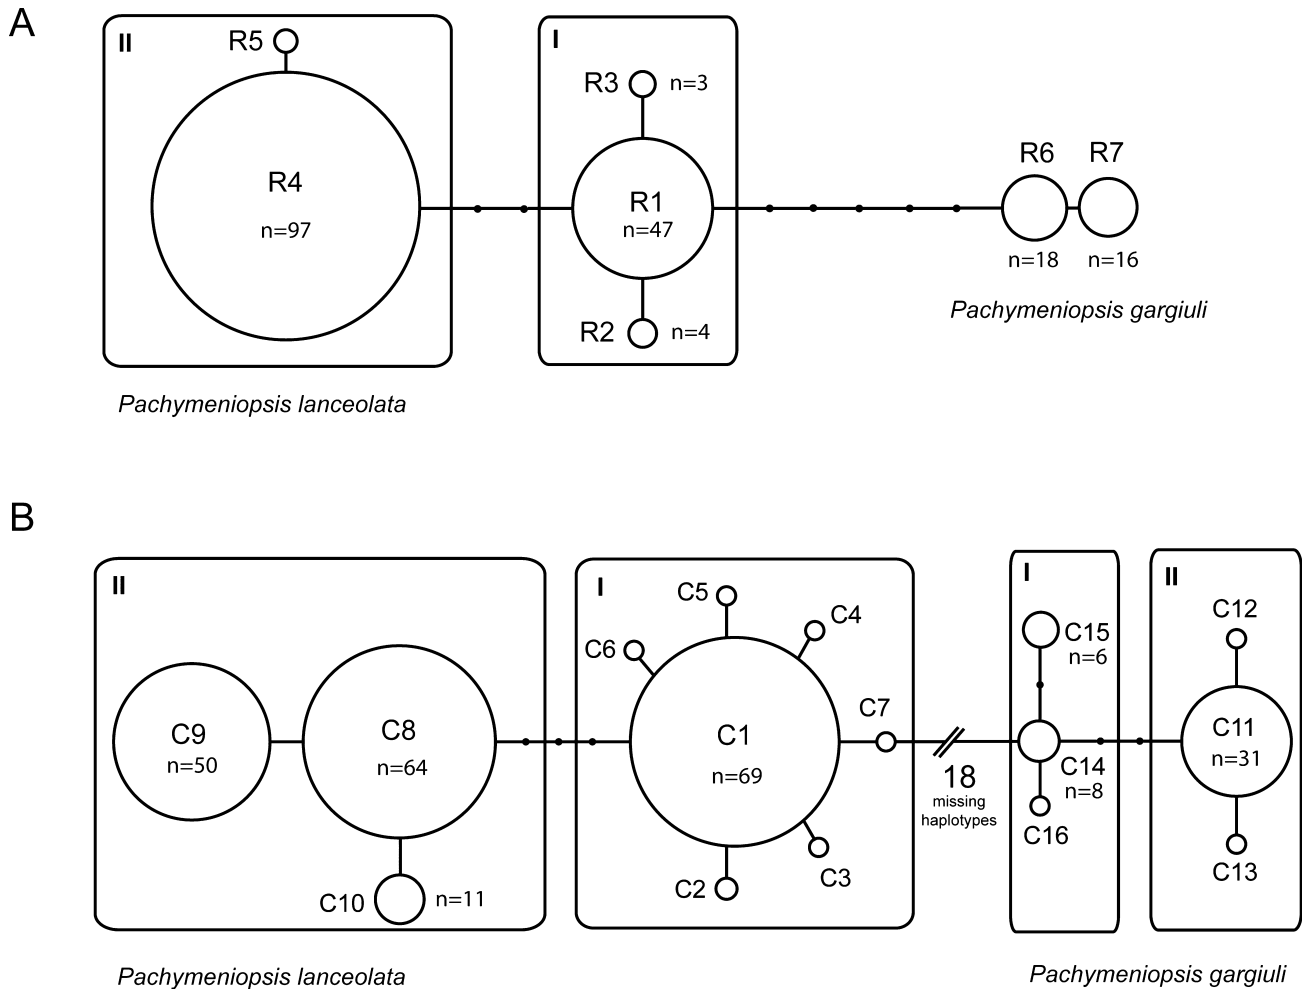 A
II
R5
R4
n=97
I
R3 n=3
R1
n=47
R2 n=4
R6 R7
n=18 n=16
Pachymeniopsis gargiuli
Pachymeniopsis lanceolata
B
II
C9
n=50
C8
n=64
C10 n=11
I
C5
C4
C6
C7
C1
n=69
C2
C3
18
missing
haplotypes
I
C15
n=6
C14
n=8
C16
II
C12
C11
n=31
C13
Pachymeniopsis lanceolata
Pachymeniopsis gargiuli